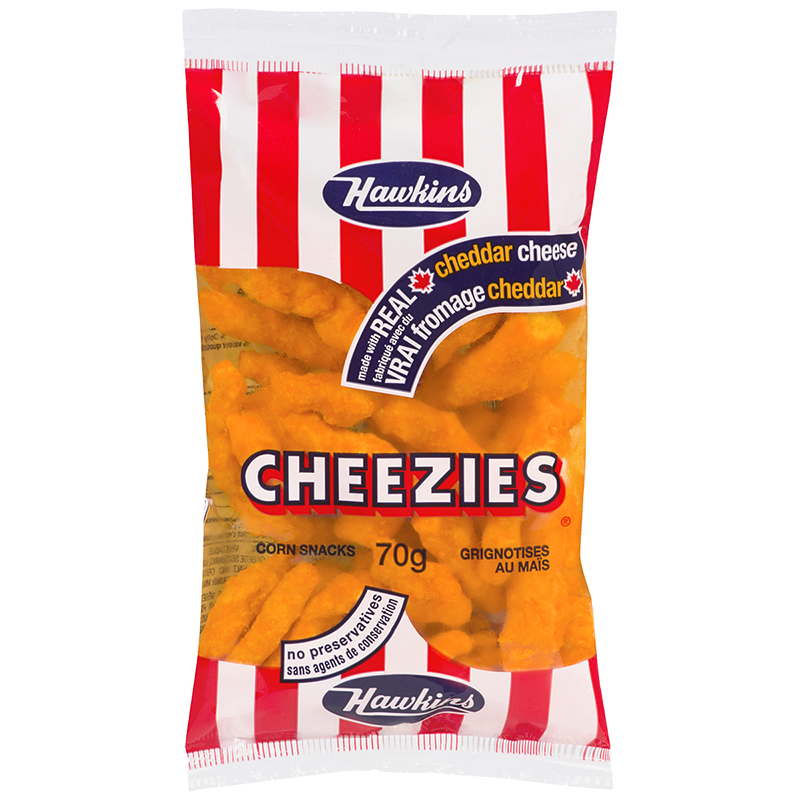 Hawkins
cheddar cheese
made with REAL
fabriqué avec du
VRAI fromage cheddar
CHEEZIES
®
CORN SNACKS 70g GRIGNOTISES
AU MAÏS
no preservatives
sans agents de conservation
Hawkins